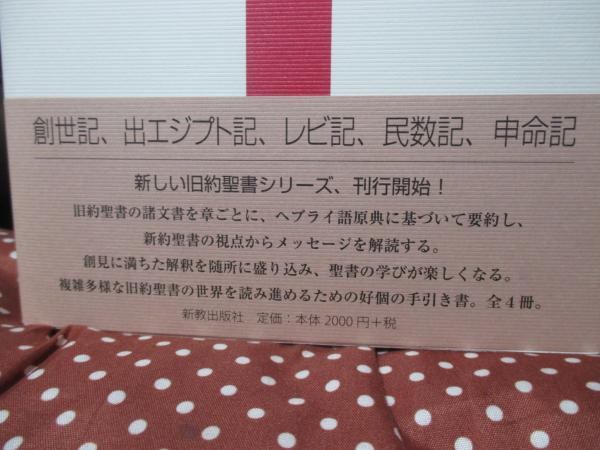 創世記、出エジプト記、レビ記、民数記、申命記
新しい旧約聖書シリーズ、刊行開始！
旧約聖書の諸文書を章ごとに、ヘブライ語原典に基づいて要約し、
新約聖書の視点からメッセージを解読する。
創見に満ちた解釈を随所に盛り込み、聖書の学びが楽しくなる。
複雑多様な旧約聖書の世界を読み進めるための好個の手引き書。全4冊。
新教出版社　定価：本体2000円＋税